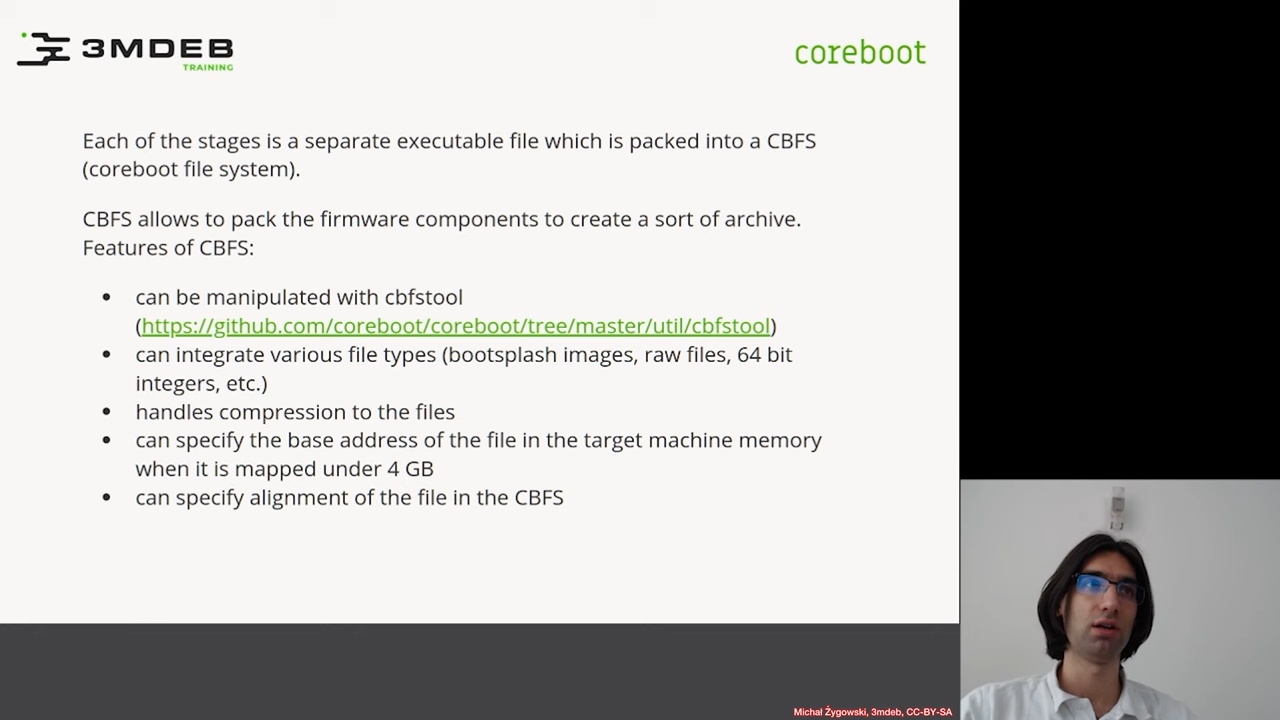 3MDEB
TRAINING
coreboot
Each of the stages is a separate executable file which is packed into a CBFS
(coreboot file system).
CBFS allows to pack the firmware components to create a sort of archive.
Features of CBFS:
• can be manipulated with cbfstool
(https://github.com/coreboot/coreboot/tree/master/util/cbfstool)
• can integrate various file types (bootsplash images, raw files, 64 bit
integers, etc.)
• handles compression to the files
• can specify the base address of the file in the target machine memory
when it is mapped under 4 GB
• can specify alignment of the file in the CBFS
Michał Żygowski, 3mdeb, CC-BY-SA